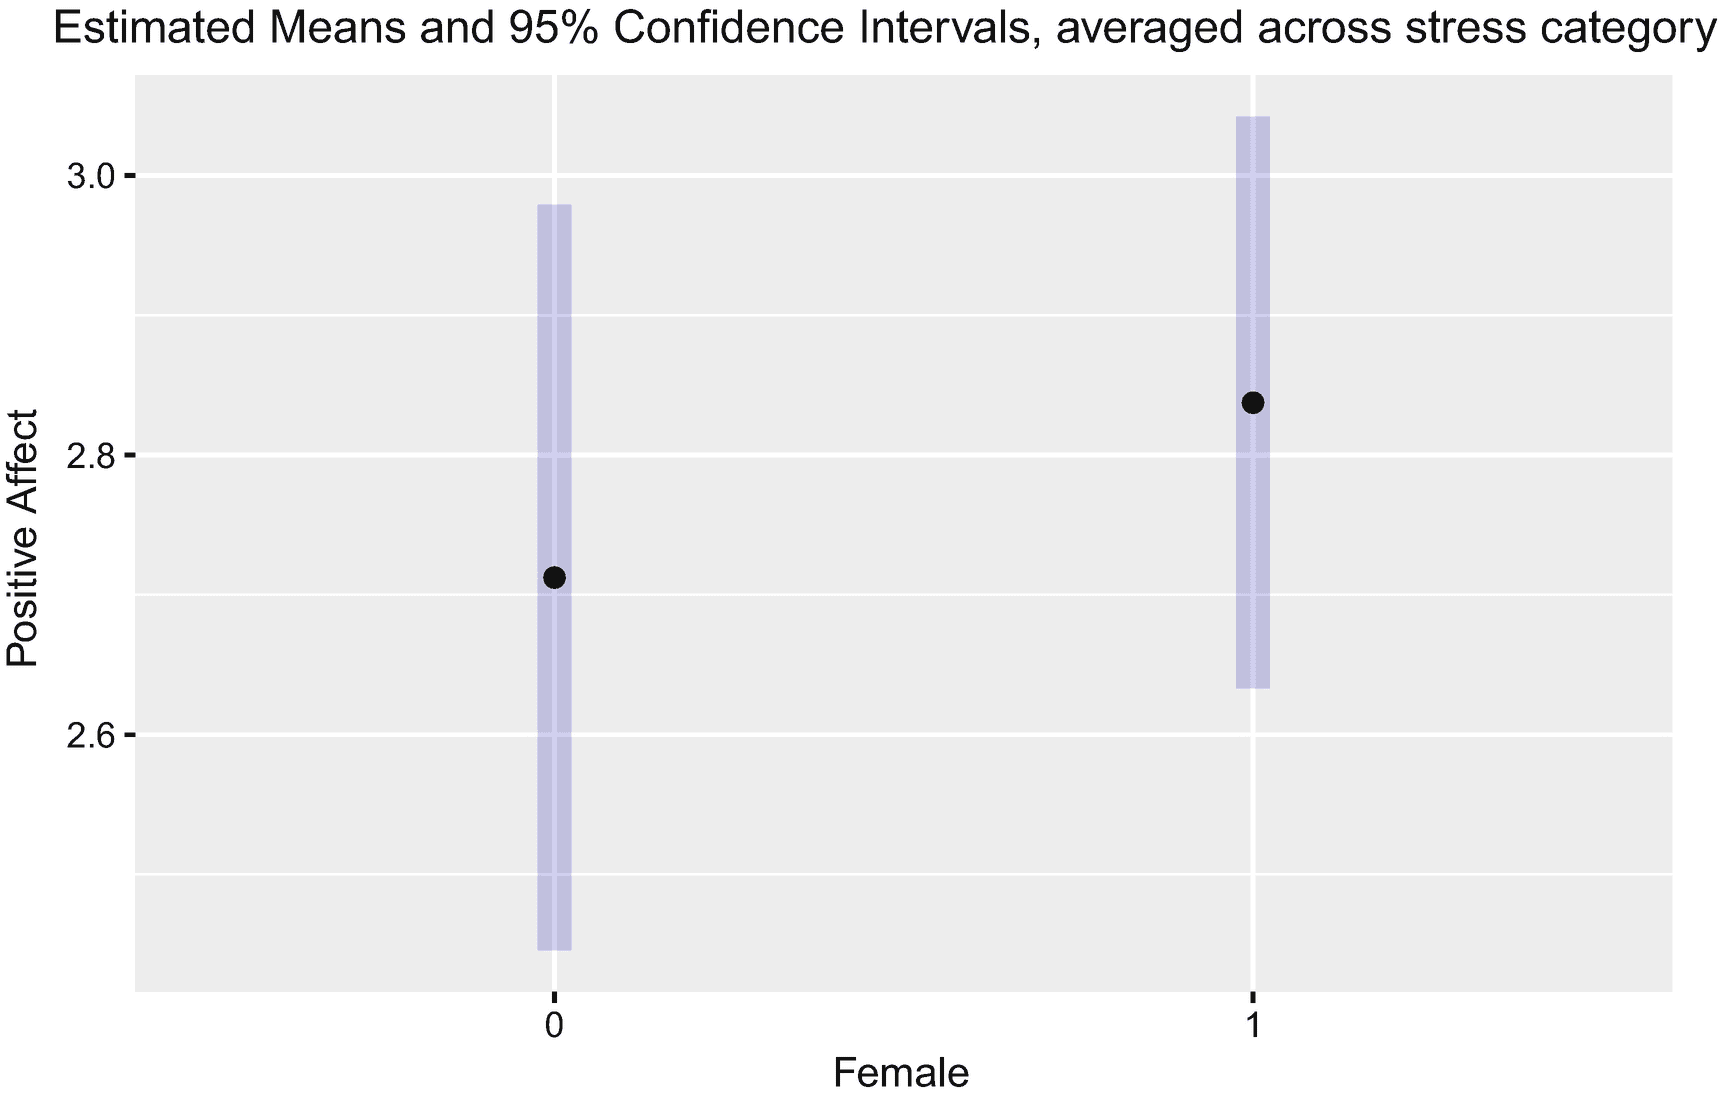 Estimated Means and 95% Confidence Intervals, averaged across stress category
3.0
2.8
2.6
Positive Affect
0
1
Female